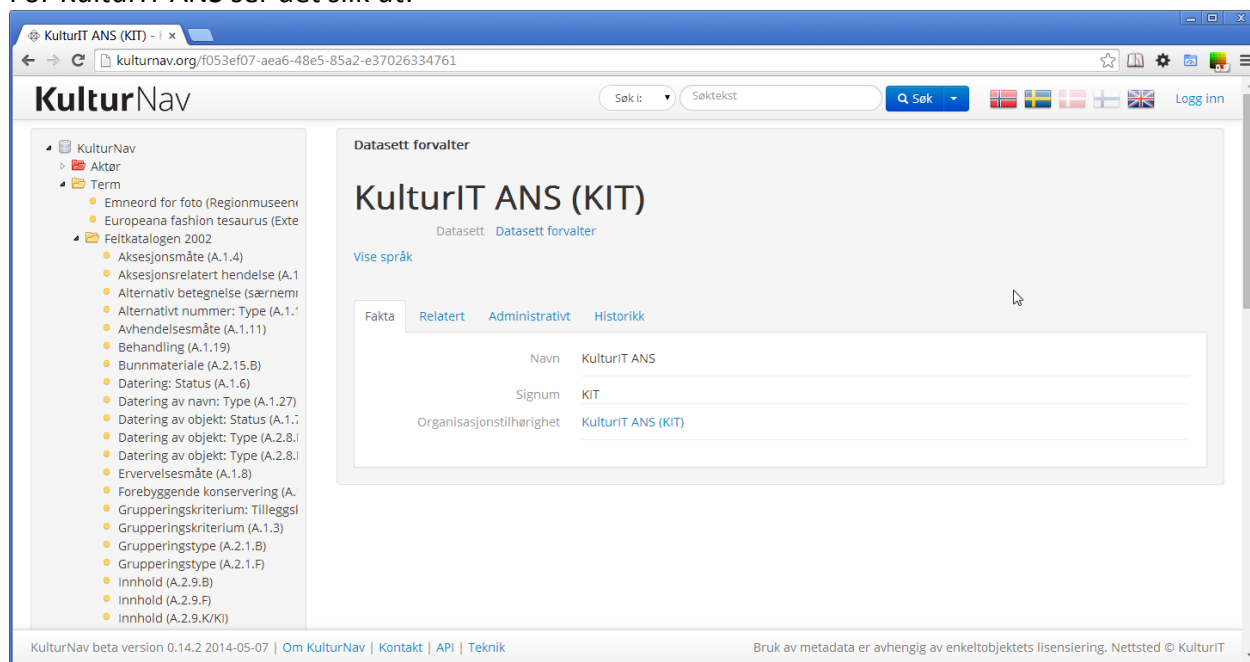 For KulturIT ANS ser det slik ut:
KulturIT ANS (KIT) - 
kulturnav.org/f053ef07-aea6-48e5-85a2-e37026334761
KulturNav
Søk i:
Søktekst
Søk
Logg inn
KulturNav
Aktør
Term
Emneord for foto (Regionmuseene
Europeana fashion tesaurus (Exte
Feltkatalogen 2002
Aksesjonsmåte (A.1.4)
Aksesjonsrelatert hendelse (A.1
Alternativ betegnelse (særnemn
Alternativt nummer: Type (A.1.
Avhendelsesmåte (A.1.11)
Behandling (A.1.19)
Bunnmateriale (A.2.15.B)
Datering: Status (A.1.6)
Datering av navn: Type (A.1.27)
Datering av objekt: Status (A.1.7
Datering av objekt: Type (A.2.8.
Datering av objekt: Type (A.2.8.
Ervervelsesmåte (A.1.8)
Forebyggende konservering (A.
Grupperingskriterium: Tilleggsk
Grupperingskriterium (A.1.3)
Grupperingstype (A.2.1.B)
Grupperingstype (A.2.1.F)
Innhold (A.2.9.B)
Innhold (A.2.9.F)
Innhold (A.2.9.K/KI)
Datasett forvalter
KulturIT ANS (KIT)
Datasett Datasett forvalter
Vise språk
Fakta Relatert Administrativt Historikk
Navn KulturIT ANS
Signum KIT
Organisasjonstilhørighet KulturIT ANS (KIT)
KulturNav beta version 0.14.2 2014-05-07 | Om KulturNav | Kontakt | API | Teknik
Bruk av metadata er avhengig av enkeltobjektets lisensiering. Nettsted © KulturIT